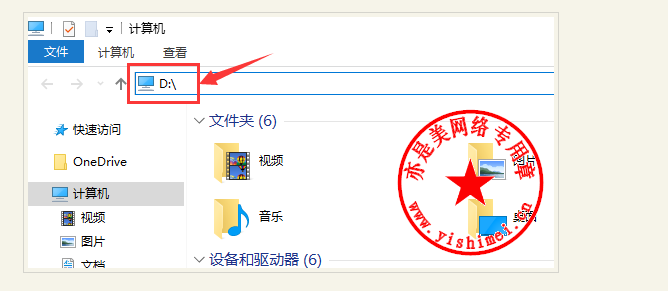 计算机
文件 计算机 查看
D:\
快速访问
OneDrive
计算机
视频
图片
文档
文件夹 (6)
视频
图片
音乐
桌面
设备和驱动器 (6)
亦是美网络专用章
www.yishimei.cn